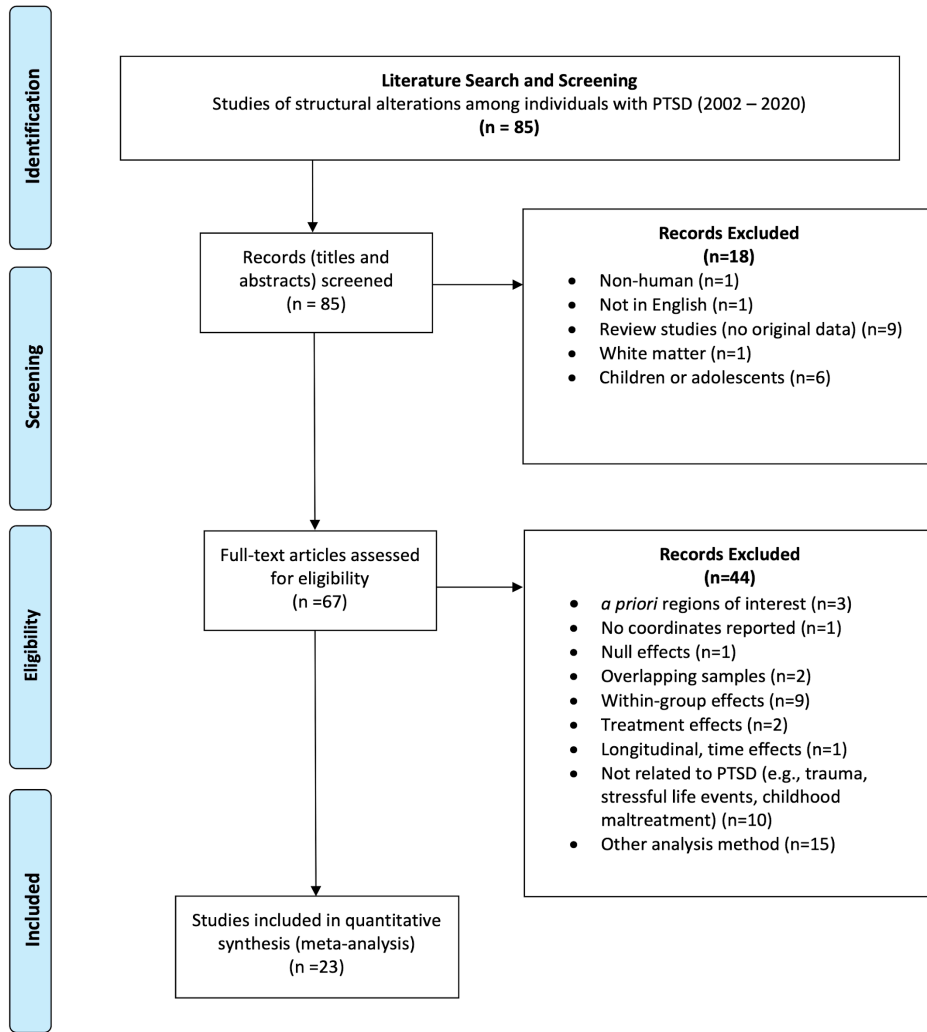 Identification
Literature Search and Screening
Studies of structural alterations among individuals with PTSD (2002 – 2020)
(n = 85)
Records (titles and
abstracts) screened
(n = 85)
Records Excluded
(n=18)
• Non-human (n=1)
• Not in English (n=1)
• Review studies (no original data) (n=9)
• White matter (n=1)
• Children or adolescents (n=6)
Screening
Full-text articles assessed
for eligibility
(n =67)
Records Excluded
(n=44)
• a priori regions of interest (n=3)
• No coordinates reported (n=1)
• Null effects (n=1)
• Overlapping samples (n=2)
• Within-group effects (n=9)
• Treatment effects (n=2)
• Longitudinal, time effects (n=1)
• Not related to PTSD (e.g., trauma,
stressful life events, childhood
maltreatment) (n=10)
• Other analysis method (n=15)
Eligibility
Studies included in quantitative
synthesis (meta-analysis)
(n =23)
Included